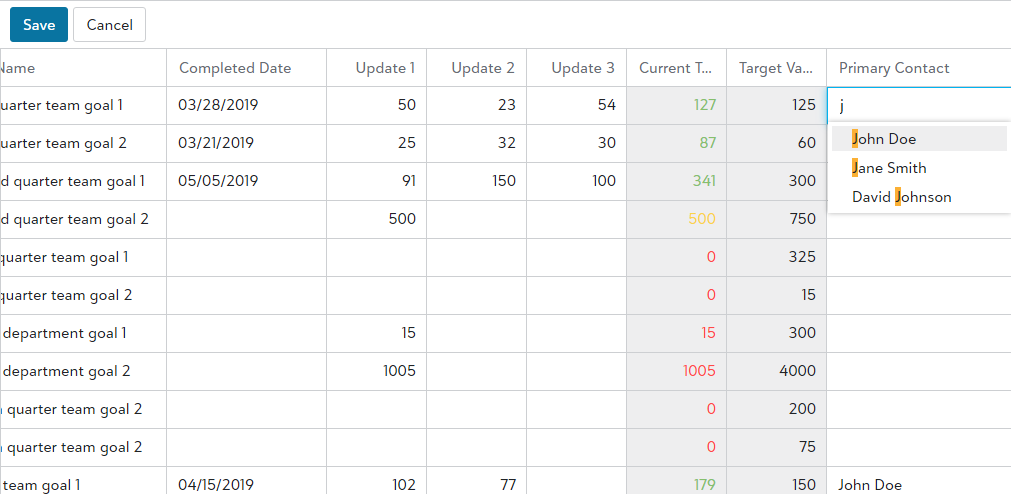 Save Cancel
Name Completed Date Update 1 Update 2 Update 3 Current T... Target Va... Primary Contact
uarter team goal 1 03/28/2019 50 23 54 127 125 j
uarter team goal 2 03/21/2019 25 32 30 87 60 John Doe
Jane Smith
d quarter team goal 1 05/05/2019 91 150 100 341 300 David Johnson
d quarter team goal 2 500 500 750
quarter team goal 1 0 325
quarter team goal 2 0 15
department goal 1 15 15 300
department goal 2 1005 1005 4000
quarter team goal 2 0 200
quarter team goal 2 0 75
team goal 1 04/15/2019 102 77 179 150 John Doe